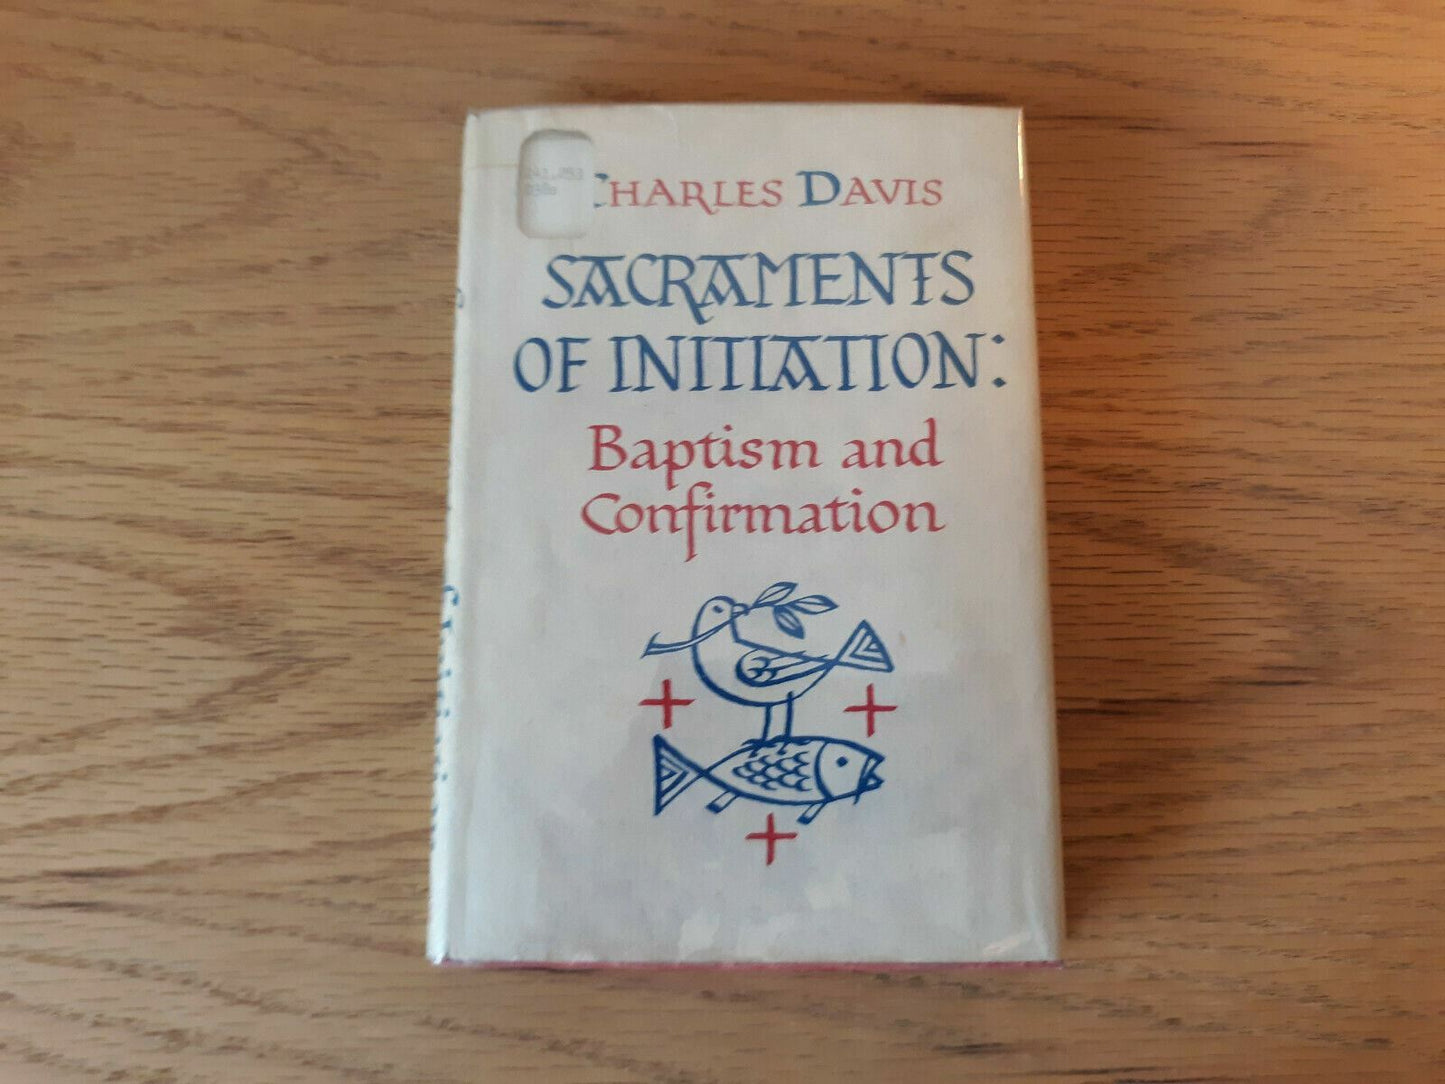 CHARLES DAVIS
SACRAMENTS
OF INITIATION:
Baptism and
Confirmation